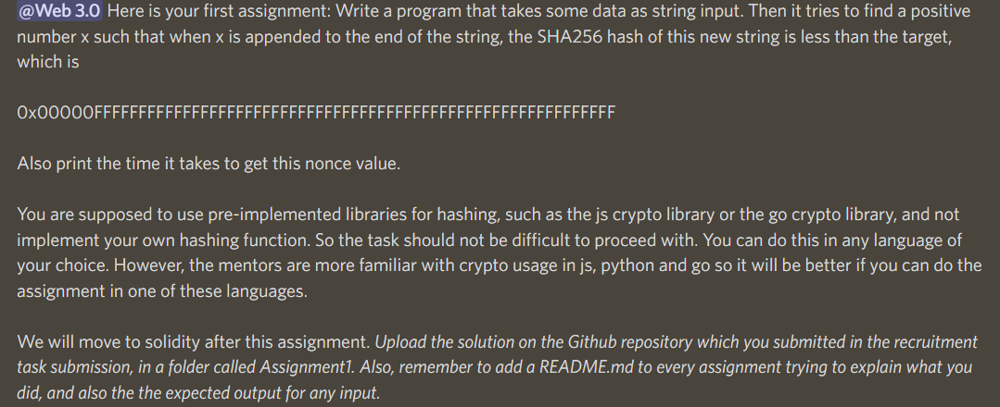 @Web 3.0 Here is your first assignment: Write a program that takes some data as string input. Then it tries to find a positive
number x such that when x is appended to the end of the string, the SHA256 hash of this new string is less than the target,
which is
0x00000FFFFFFFFFFFFFFFFFFFFFFFFFFFFFFFFFFFFFFFFFFFFFFFFFFFFFFFFFFF
Also print the time it takes to get this nonce value.
You are supposed to use pre-implemented libraries for hashing, such as the js crypto library or the go crypto library, and not
implement your own hashing function. So the task should not be difficult to proceed with. You can do this in any language of
your choice. However, the mentors are more familiar with crypto usage in js, python and go so it will be better if you can do the
assignment in one of these languages.
We will move to solidity after this assignment. Upload the solution on the Github repository which you submitted in the recruitment
task submission, in a folder called Assignment1. Also, remember to add a README.md to every assignment trying to explain what you
did, and also the the expected output for any input.